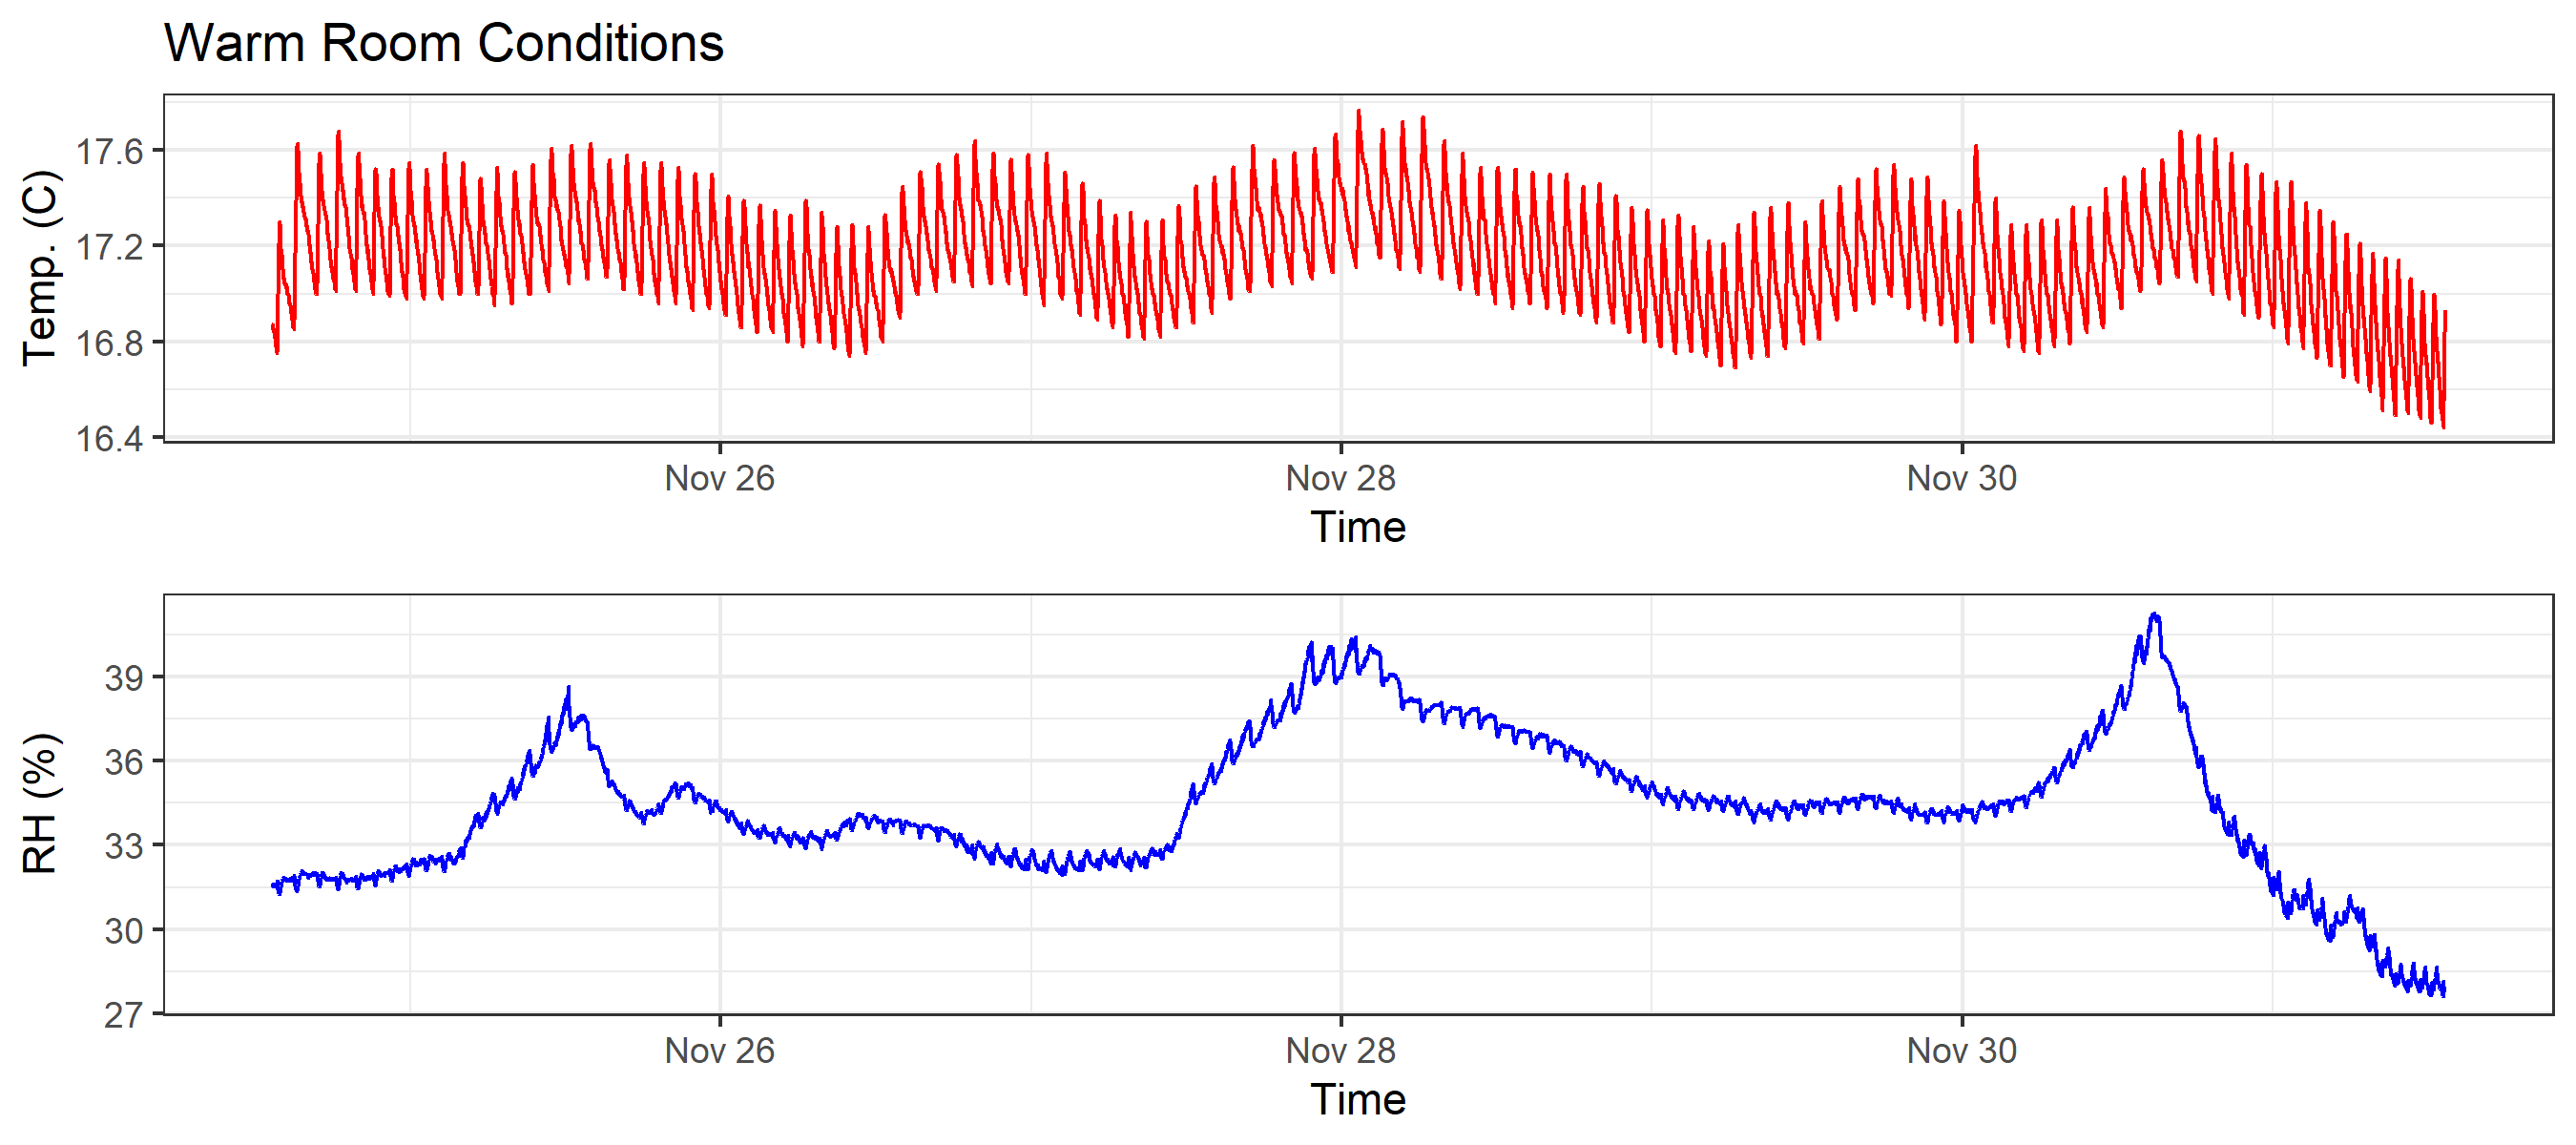 Warm Room Conditions
Temp. (C)
17.6
17.2
16.8
16.4
Nov 26 Nov 28 Nov 30
Time
RH (%)
39
36
33
30
27
Nov 26 Nov 28 Nov 30
Time